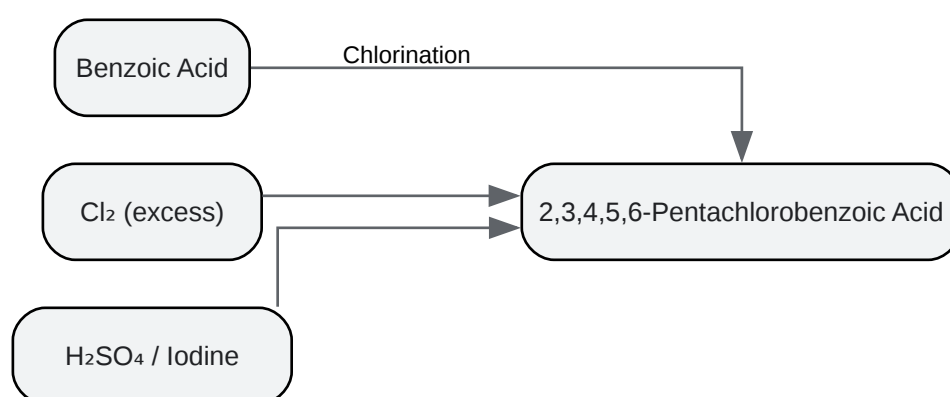 Benzoic Acid
Chlorination
Cl₂ (excess)
2,3,4,5,6-Pentachlorobenzoic Acid
H₂SO₄ / Iodine